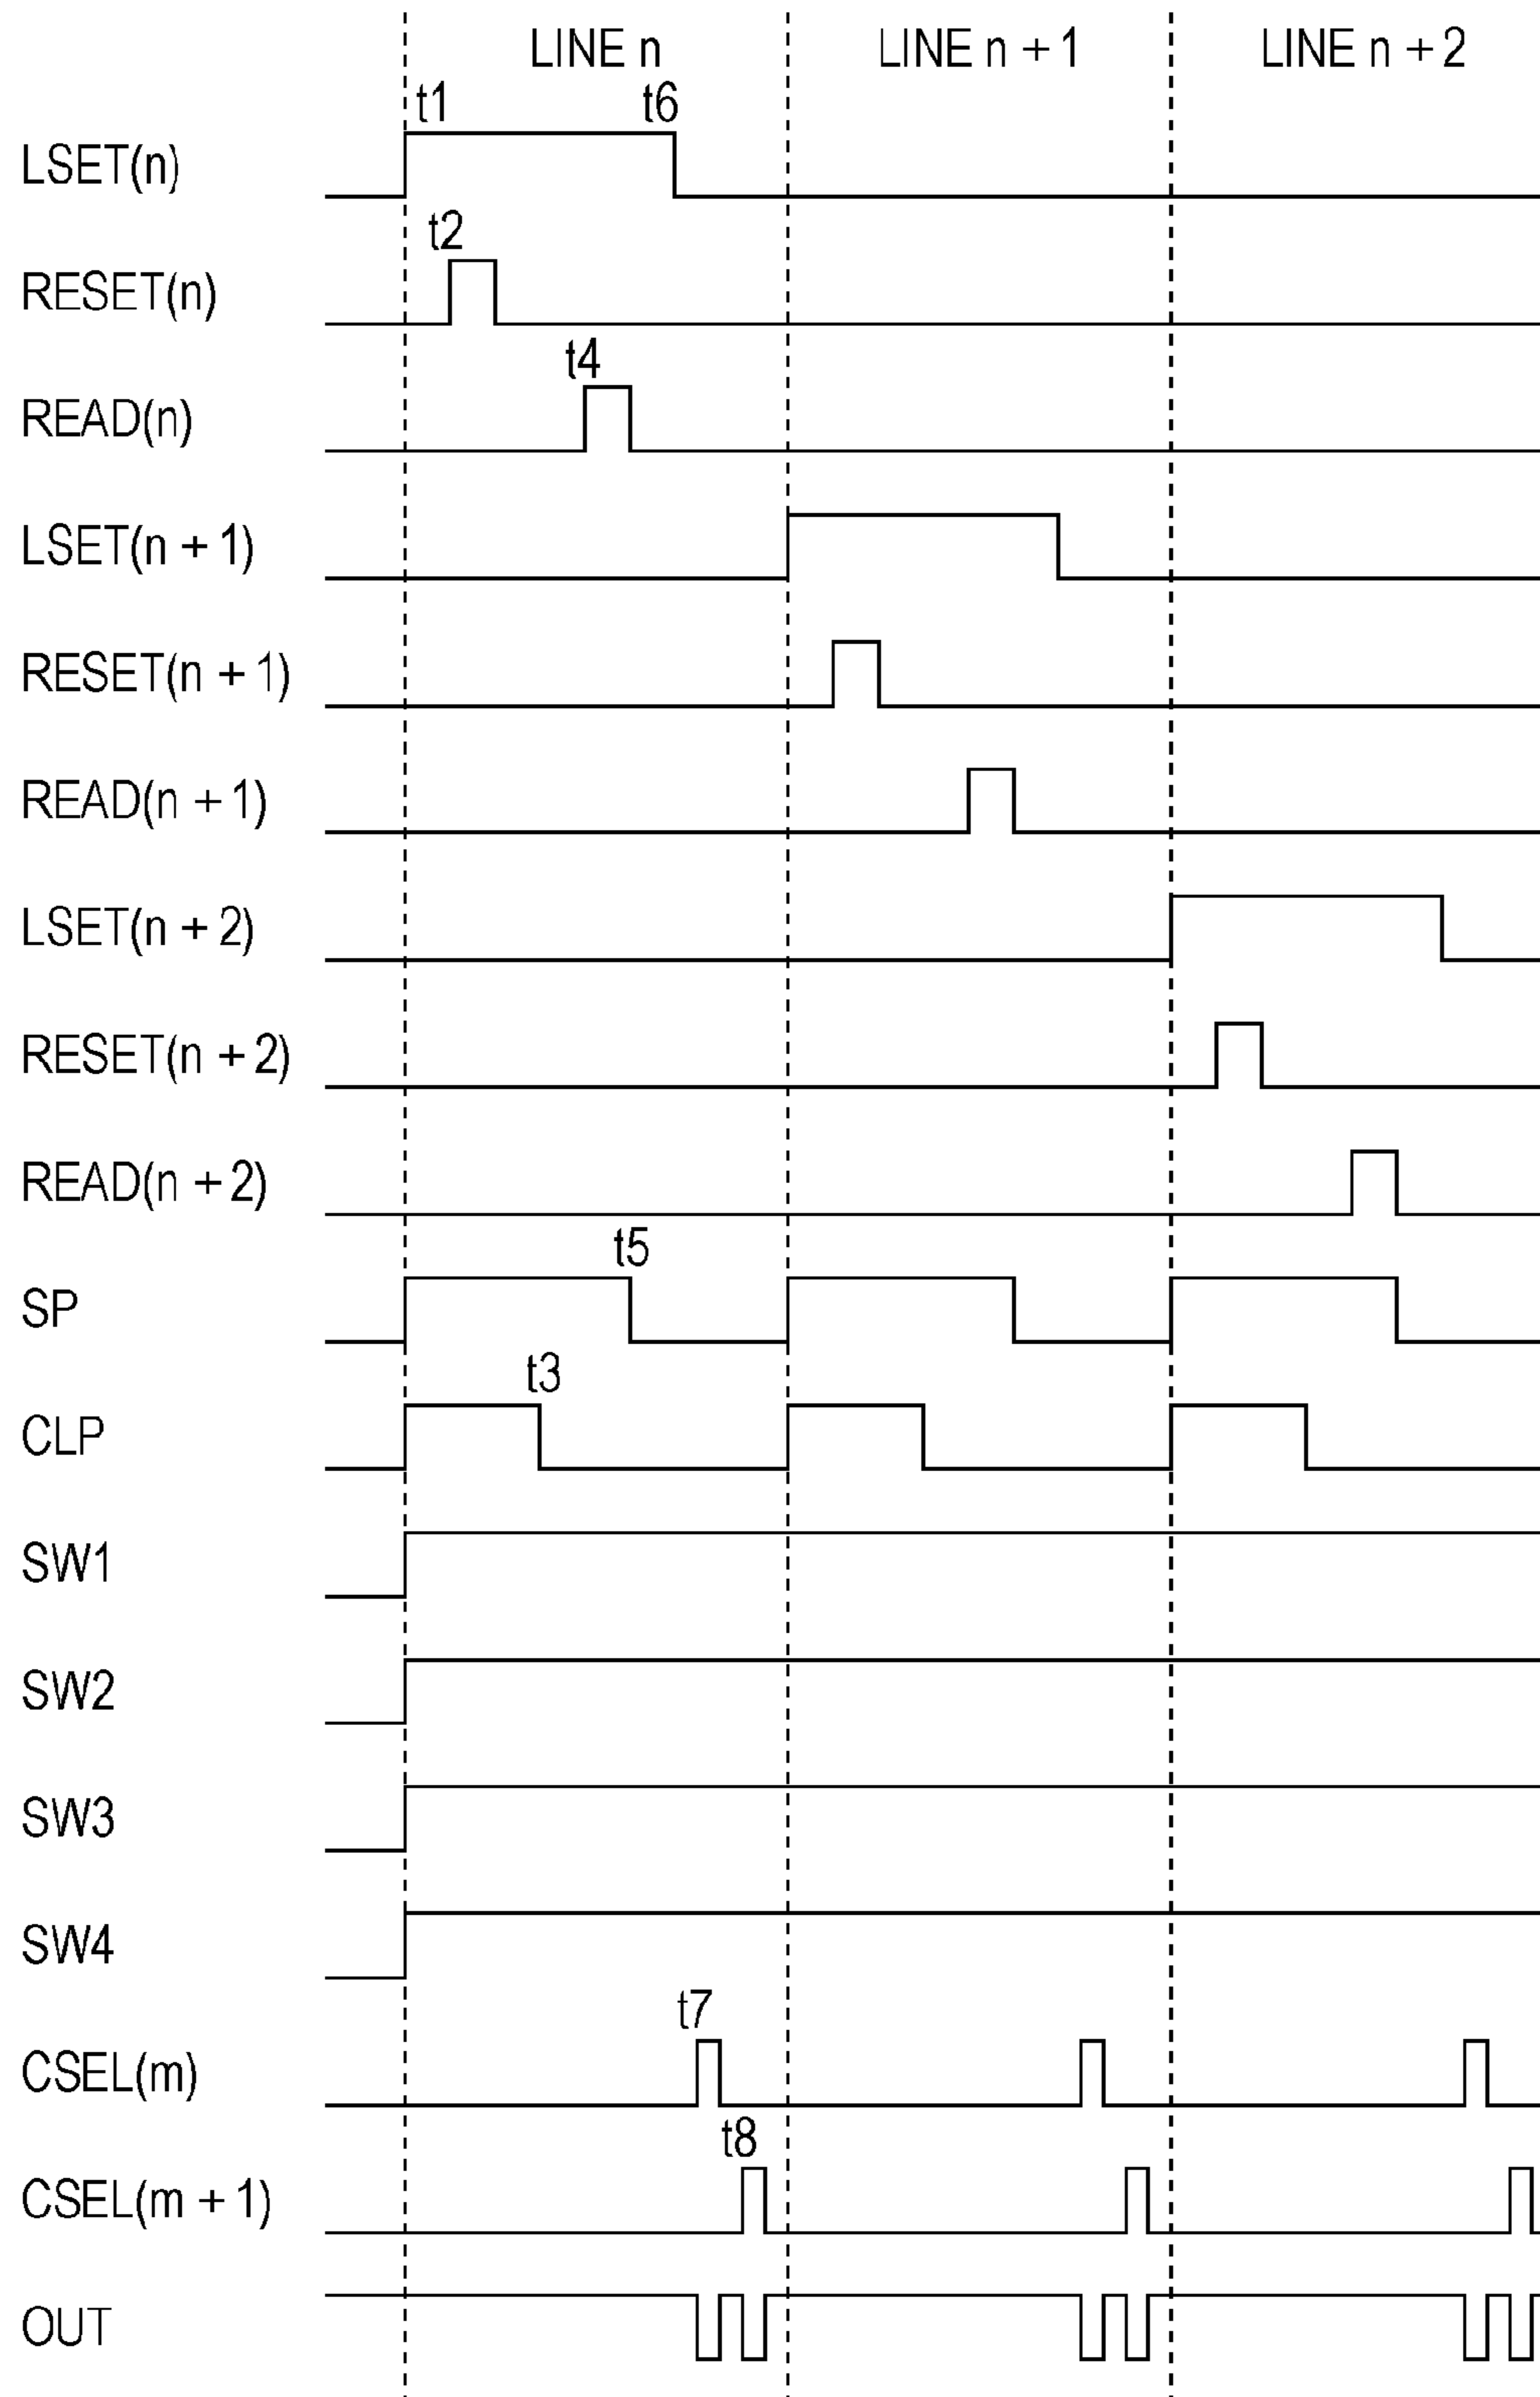 LINE n LINE n + 1 LINE n + 2
t1 t6
LSET(n)
t2
RESET(n)
t4
READ(n)
LSET(n + 1)
RESET(n + 1)
READ(n + 1)
LSET(n + 2)
RESET(n + 2)
READ(n + 2)
t5
SP
t3
CLP
SW1
SW2
SW3
SW4
t7
CSEL(m)
t8
CSEL(m + 1)
OUT